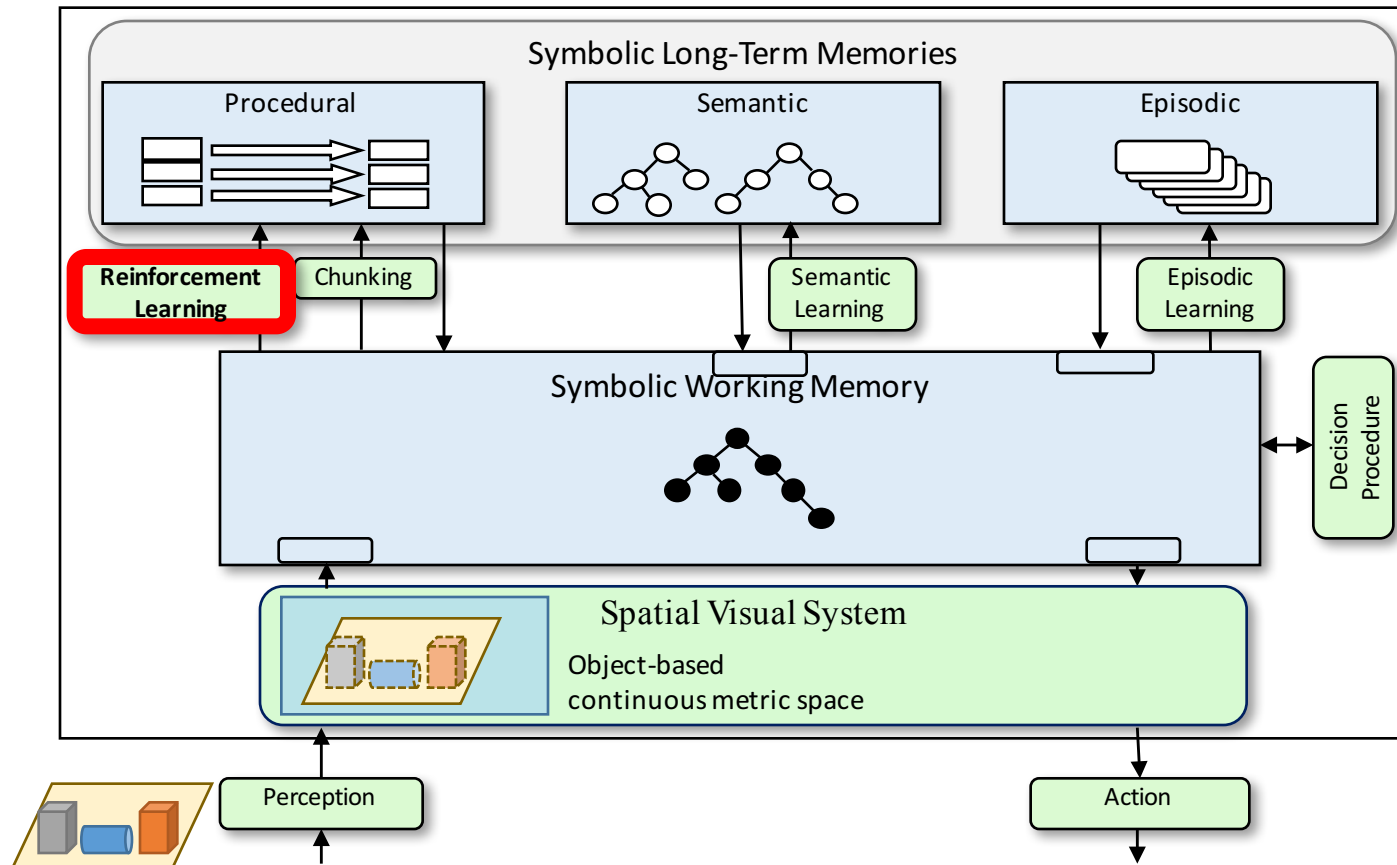 Symbolic Long-Term Memories
Procedural
Semantic
Episodic
Reinforcement
Learning
Chunking
Semantic
Learning
Episodic
Learning
Symbolic Working Memory
Decision
Procedure
Spatial Visual System
Object-based
continuous metric space
Perception
Action